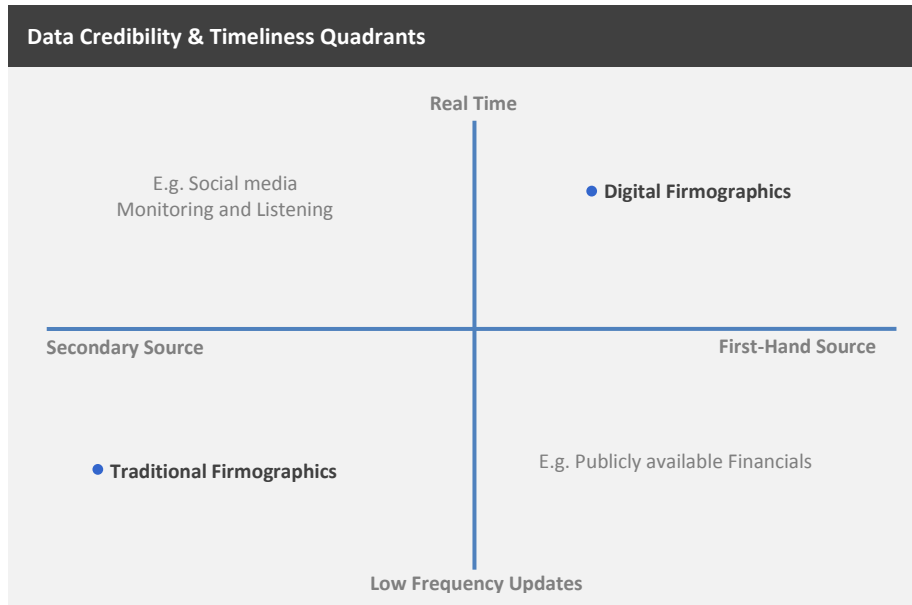 Data Credibility & Timeliness Quadrants
Real Time
E.g. Social media
Monitoring and Listening
Digital Firmographics
Secondary Source
First-Hand Source
Traditional Firmographics
E.g. Publicly available Financials
Low Frequency Updates